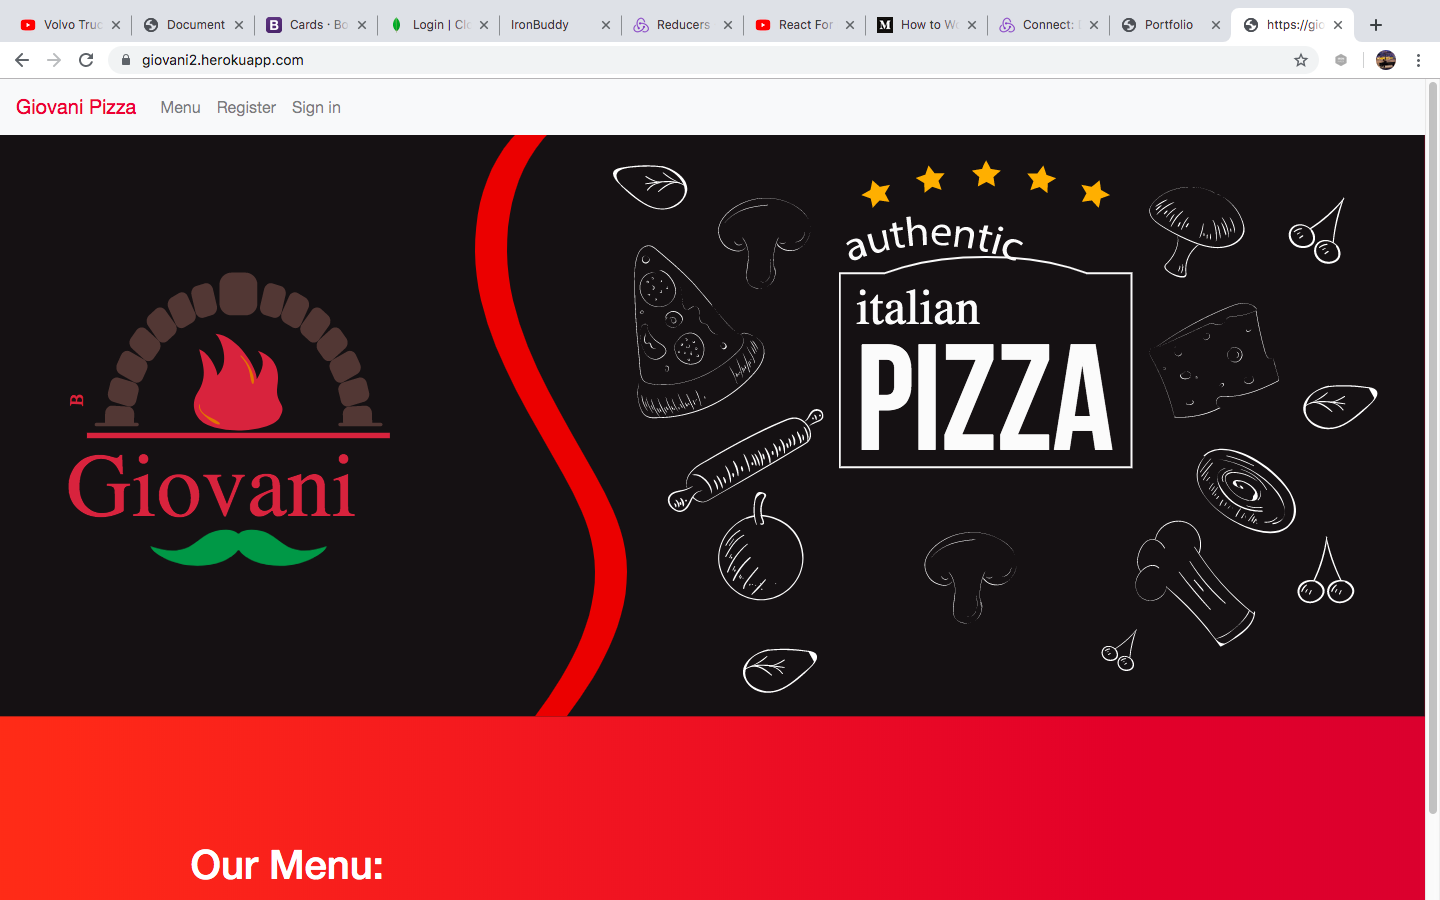 Volvo Truc
Document
Cards · Bo
Login | Clo
IronBuddy
Reducers
React For
How to Wo
Connect:
Portfolio
https://gio
giovani2.herokuapp.com
Giovani Pizza
Menu
Register
Sign in
authentic
italian
PIZZA
B
Giovani
Our Menu: